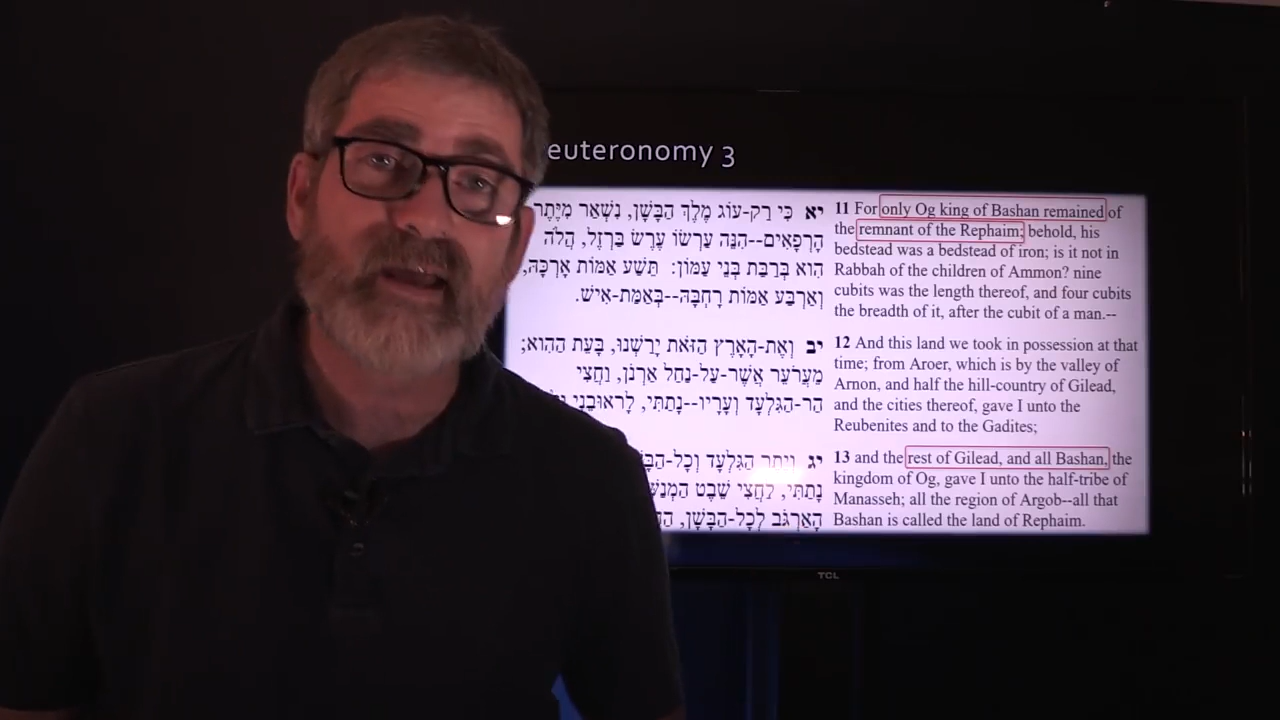 euteronomy 3
יא כִּי רַק-עוֹג מֶלֶךְ הַבָּשָׁן, נִשְׁאַר מִיֶּתֶר
הָרְפָאִים--הִנֵּה עַרְשׂוֹ עֶרֶשׂ בַּרְזֶל, הֲלֹה
הִוא בְּרַבַּת בְּנֵי עַמּוֹן: תֵּשַׁע אַמּוֹת אָרְכָּהּ,
וְאַרְבַּע אַמּוֹת רָחְבָּהּ--בְּאַמַּת-אִישׁ.
יב וְאֶת-הָאָרֶץ הַזֹּאת יָרַשְׁנוּ, בָּעֵת הַהִוא;
מֵעֲרֹעֵר אֲשֶׁר-עַל-נַחַל אַרְנֹן, וַחֲצִי
הַר-הַגִּלְעָד וְעָרָיו--נָתַתִּי, לָראוּבֵנִי
יג וְיֶתֶר הַגִּלְעָד וְכָל-
נָתַתִּי, לַחֲצִי שֵׁבֶט
הָאַרְגֹּב לְכָל-הַבָּשָׁן,
11 For only Og king of Bashan remained of
the remnant of the Rephaim; behold, his
bedstead was a bedstead of iron; is it not in
Rabbah of the children of Ammon? nine
cubits was the length thereof, and four cubits
the breadth of it, after the cubit of a man.--
12 And this land we took in possession at that
time; from Aroer, which is by the valley of
Arnon, and half the hill-country of Gilead,
and the cities thereof, gave I unto the
Reubenites and to the Gadites;
13 and the rest of Gilead, and all Bashan, the
kingdom of Og, gave I unto the half-tribe of
Manasseh; all the region of Argob--all that
Bashan is called the land of Rephaim.
TCL